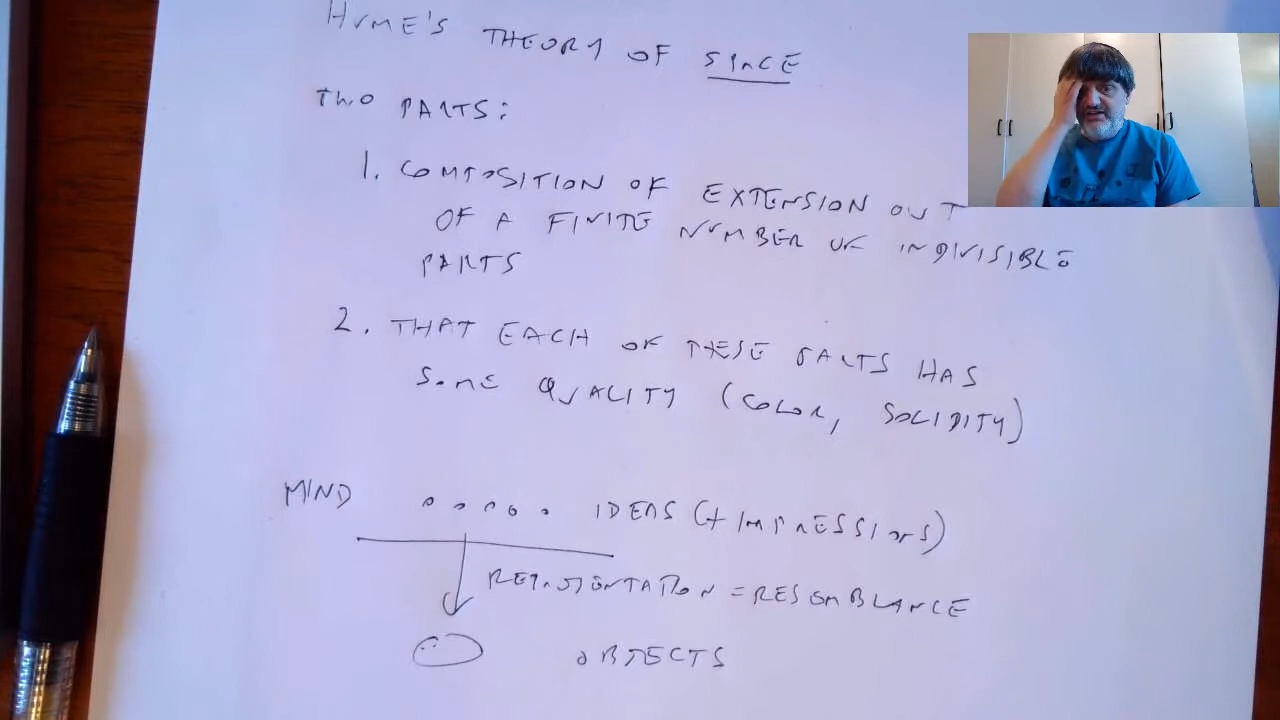 HUME'S THEORY OF SPACE
TWO PARTS:
1. COMPOSITION OF EXTENSION OUT
OF A FINITE NUMBER OF INDIVISIBLE
PARTS
2. THAT EACH OF THESE PARTS HAS
SOME QUALITY (COLOR, SOLIDITY)
MIND IDEAS (+ IMPRESSIONS)
REPRESENTATION = RESEMBLANCE
OBJECTS